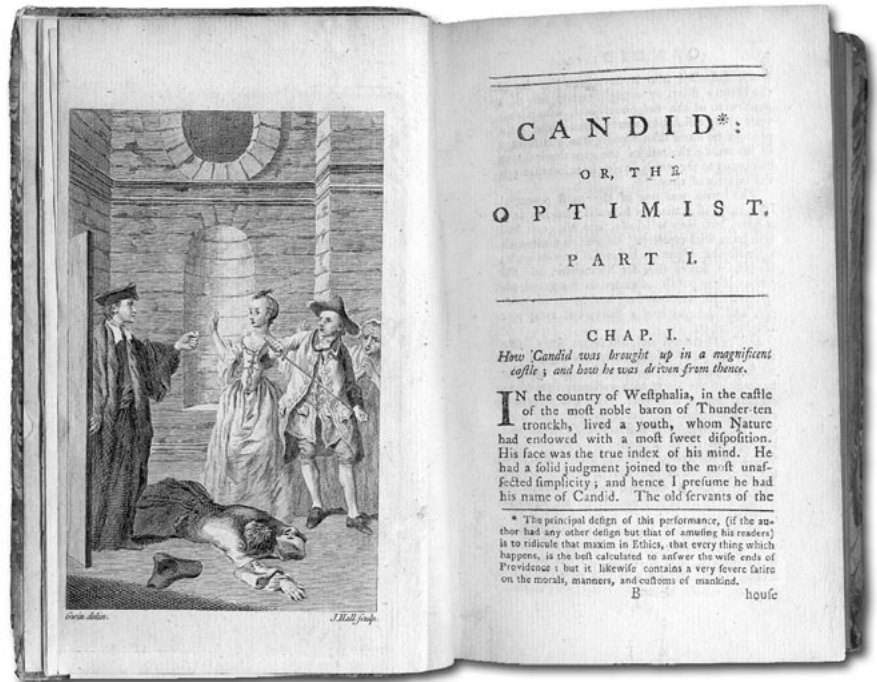 Gwin delin.
J. Hall sculp.
CANDID*:
OR, THE
OPTIMIST.
PART I.
CHAP. I.
How Candid was brought up in a magnificent
caſtle; and how he was driven from thence.
IN the country of Weſtphalia, in the caſtle
of the moſt noble baron of Thunder-ten
tronckh, lived a youth, whom Nature
had endowed with a moſt ſweet diſpoſition.
His face was the true index of his mind. He
had a ſolid judgment joined to the moſt unaf-
fected ſimplicity; and hence I preſume he had
his name of Candid. The old ſervants of the
* The principal deſign of this performance, (if the au-
thor had any other deſign but that of amuſing his readers)
is to ridicule that maxim in Ethics, that every thing which
happens, is the beſt calculated to anſwer the wiſe ends of
Providence: but it likewiſe contains a very ſevere ſatire
on the morals, manners, and cuſtoms of mankind.
B
houſe